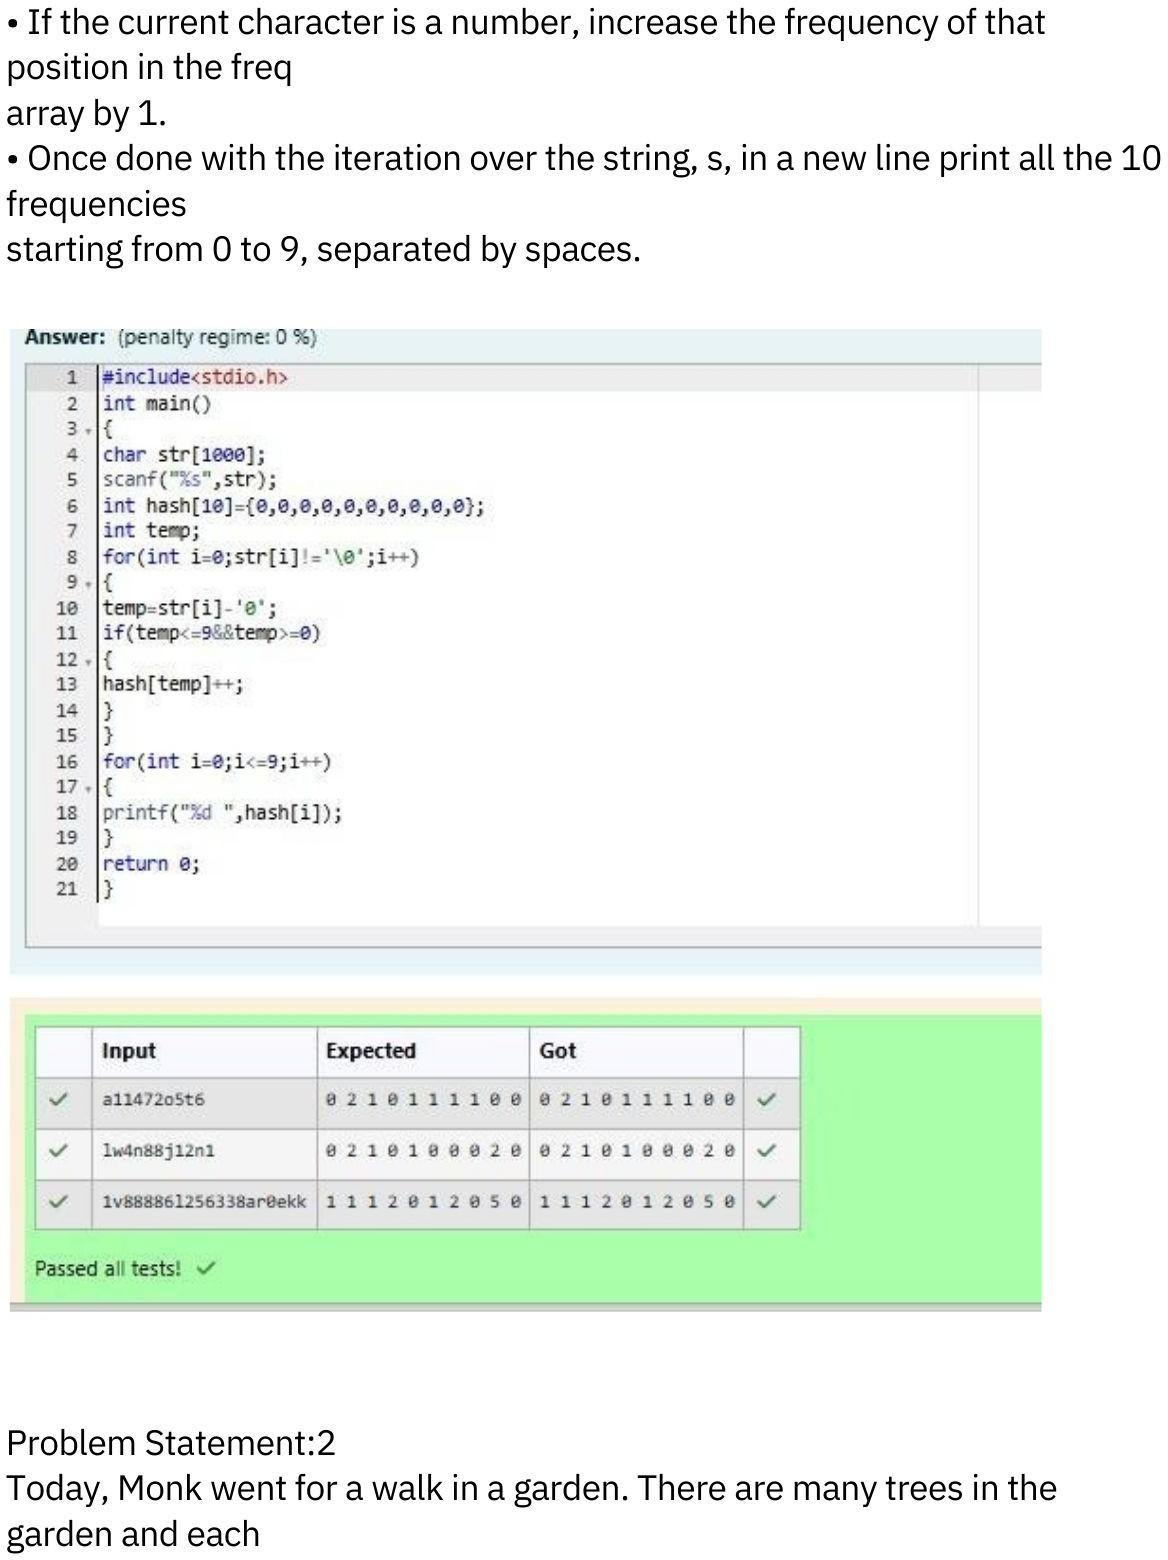 • If the current character is a number, increase the frequency of that
position in the freq
array by 1.
• Once done with the iteration over the string, s, in a new line print all the 10
frequencies
starting from 0 to 9, separated by spaces.
Answer: (penalty regime: 0 %)
1 #include<stdio.h>
2 int main()
3 {
4 char str[1000];
5 scanf("%s",str);
6 int hash[10]={0,0,0,0,0,0,0,0,0,0};
7 int temp;
8 for(int i=0;str[i]!='\0';i++)
9 {
10 temp=str[i]-'0';
11 if(temp<=9&&temp>=0)
12 {
13 hash[temp]++;
14 }
15 }
16 for(int i=0;i<=9;i++)
17 {
18 printf("%d ",hash[i]);
19 }
20 return 0;
21 }
Input Expected Got
a11472o5t6 0 2 1 0 1 1 1 1 0 0 0 2 1 0 1 1 1 1 0 0
lw4n88j12n1 0 2 1 0 1 0 0 0 2 0 0 2 1 0 1 0 0 0 2 0
1v88886l256338ar0ekk 1 1 1 2 0 1 2 0 5 0 1 1 1 2 0 1 2 0 5 0
Passed all tests!
Problem Statement:2
Today, Monk went for a walk in a garden. There are many trees in the
garden and each